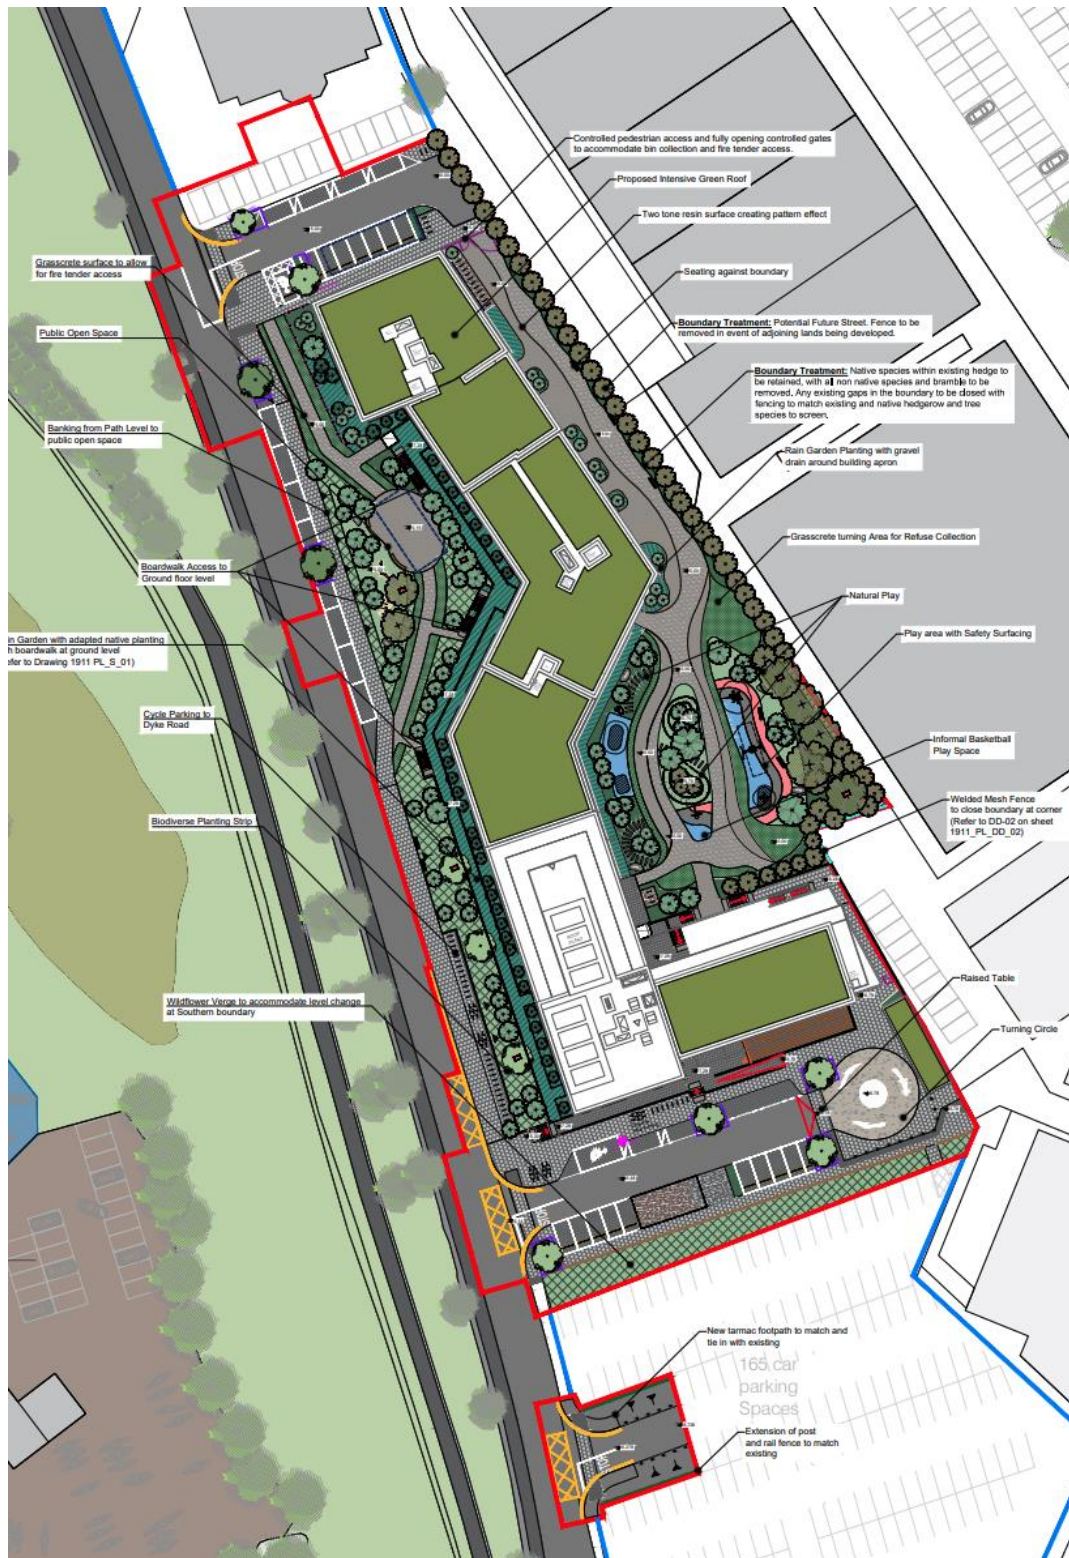 Controlled pedestrian access and fully opening controlled gates
to accommodate bin collection and fire tender access.
Proposed Intensive Green Roof
Two tone resin surface creating pattern effect
Grasscrete surface to allow
for fire tender access
Seating against boundary
Public Open Space
Boundary Treatment: Potential Future Street. Fence to be
removed in event of adjoining lands being developed.
Boundary Treatment: Native species within existing hedge to
be retained, with all non native species and bramble to be
removed. Any existing gaps in the boundary to be closed with
fencing to match existing and native hedgerow and tree
species to screen.
Banking from Path Level to
public open space
Rain Garden Planting with gravel
drain around building apron
Grasscrete turning Area for Refuse Collection
Boardwalk Access to
Ground floor level
Natural Play
Play area with Safety Surfacing
in Garden with adapted native planting
h boardwalk at ground level
efer to Drawing 1911 PL_S_01)
Cycle Parking to
Dyke Road
Informal Basketball
Play Space
Welded Mesh Fence
to close boundary at corner
(Refer to DD-02 on sheet
1911_PL_DD_02)
Biodiverse Planting Strip
Raised Table
Wildflower Verge to accommodate level change
at Southern boundary
Turning Circle
New tarmac footpath to match and
tie in with existing
165 car
parking
Spaces
Extension of post
and rail fence to match
existing